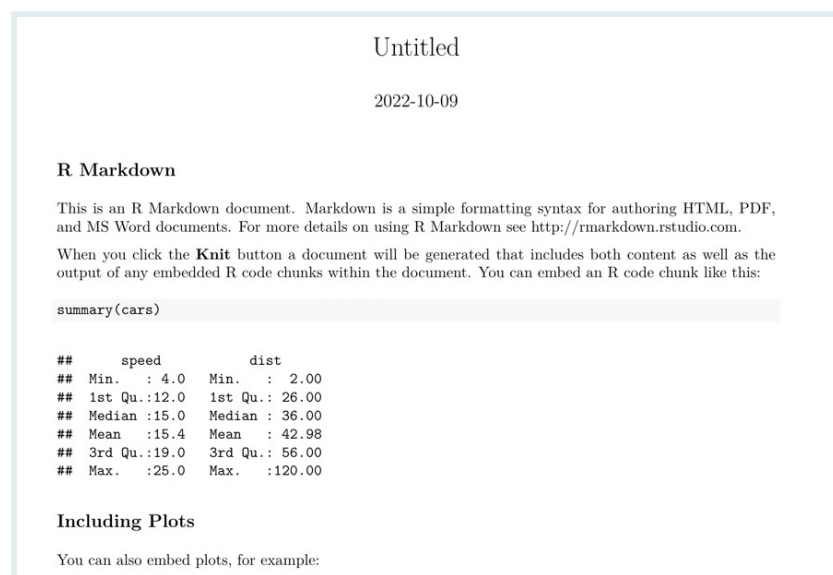 Untitled
2022-10-09
R Markdown
This is an R Markdown document. Markdown is a simple formatting syntax for authoring HTML, PDF,
and MS Word documents. For more details on using R Markdown see http://rmarkdown.rstudio.com.
When you click the Knit button a document will be generated that includes both content as well as the
output of any embedded R code chunks within the document. You can embed an R code chunk like this:
summary(cars)
##      speed           dist
##  Min.   : 4.0   Min.   :  2.00
##  1st Qu.:12.0   1st Qu.: 26.00
##  Median :15.0   Median : 36.00
##  Mean   :15.4   Mean   : 42.98
##  3rd Qu.:19.0   3rd Qu.: 56.00
##  Max.   :25.0   Max.   :120.00
Including Plots
You can also embed plots, for example: